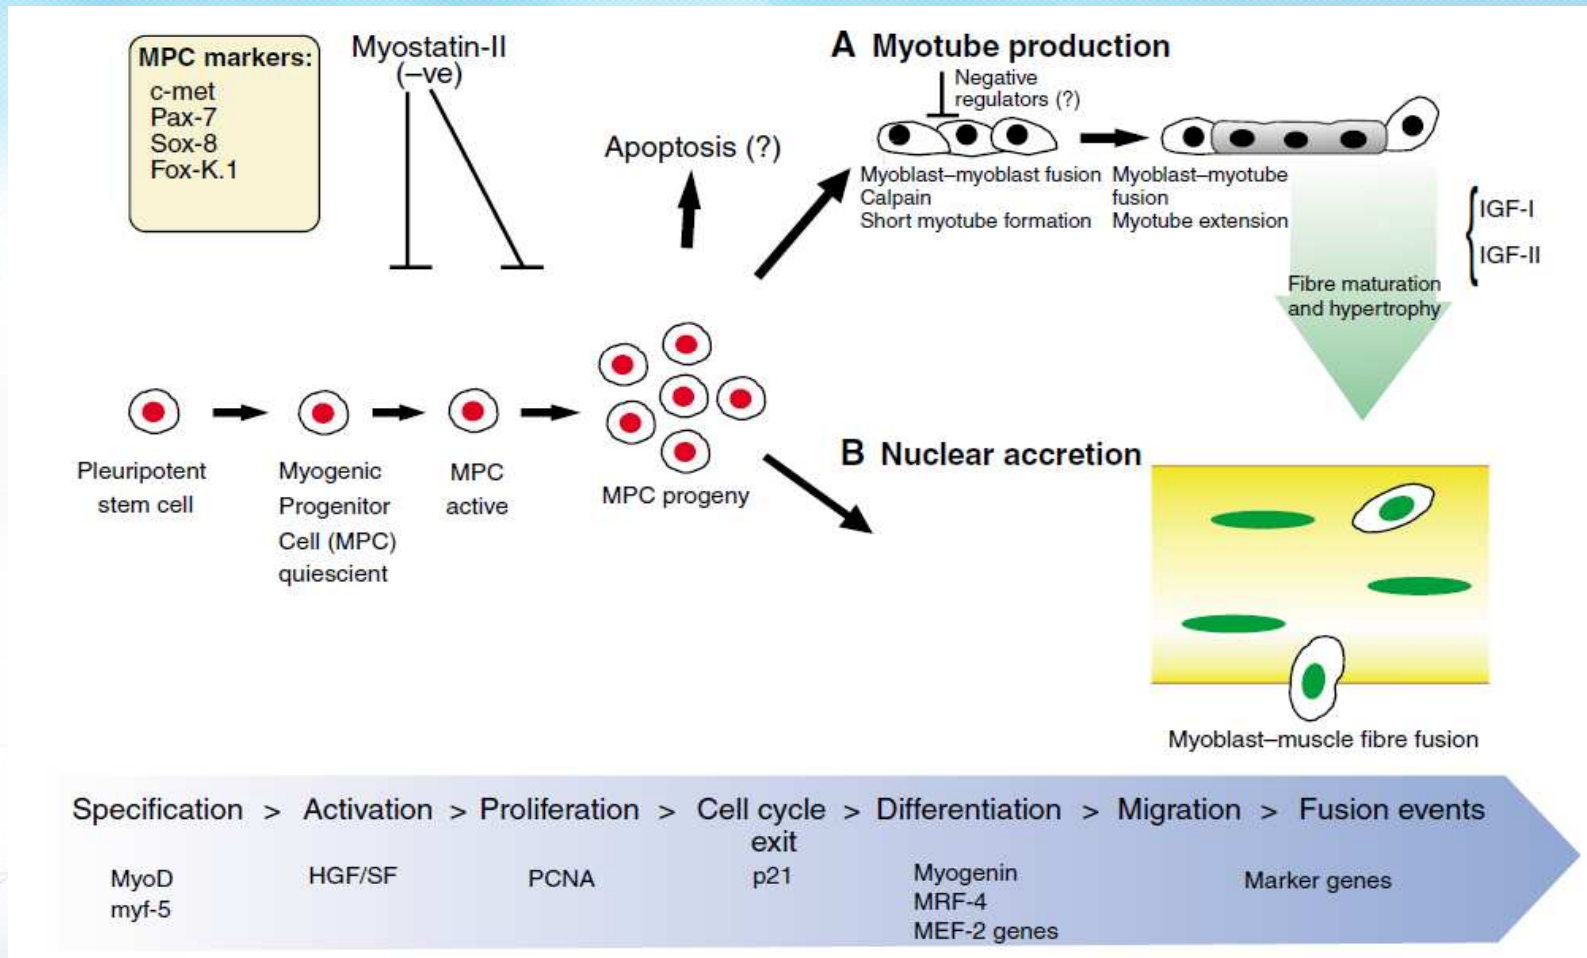 MPC markers:
c-met
Pax-7
Sox-8
Fox-K.1
Myostatin-II
(–ve)
Apoptosis (?)
A Myotube production
Negative
regulators (?)
Myoblast–myoblast fusion
Calpain
Short myotube formation
Myoblast–myotube
fusion
Myotube extension
IGF-I
IGF-II
Fibre maturation
and hypertrophy
Pleuripotent
stem cell
Myogenic
Progenitor
Cell (MPC)
quiescient
MPC
active
MPC progeny
B Nuclear accretion
Myoblast–muscle fibre fusion
Specification > Activation > Proliferation > Cell cycle exit > Differentiation > Migration > Fusion events
MyoD
myf-5
HGF/SF
PCNA
p21
Myogenin
MRF-4
MEF-2 genes
Marker genes